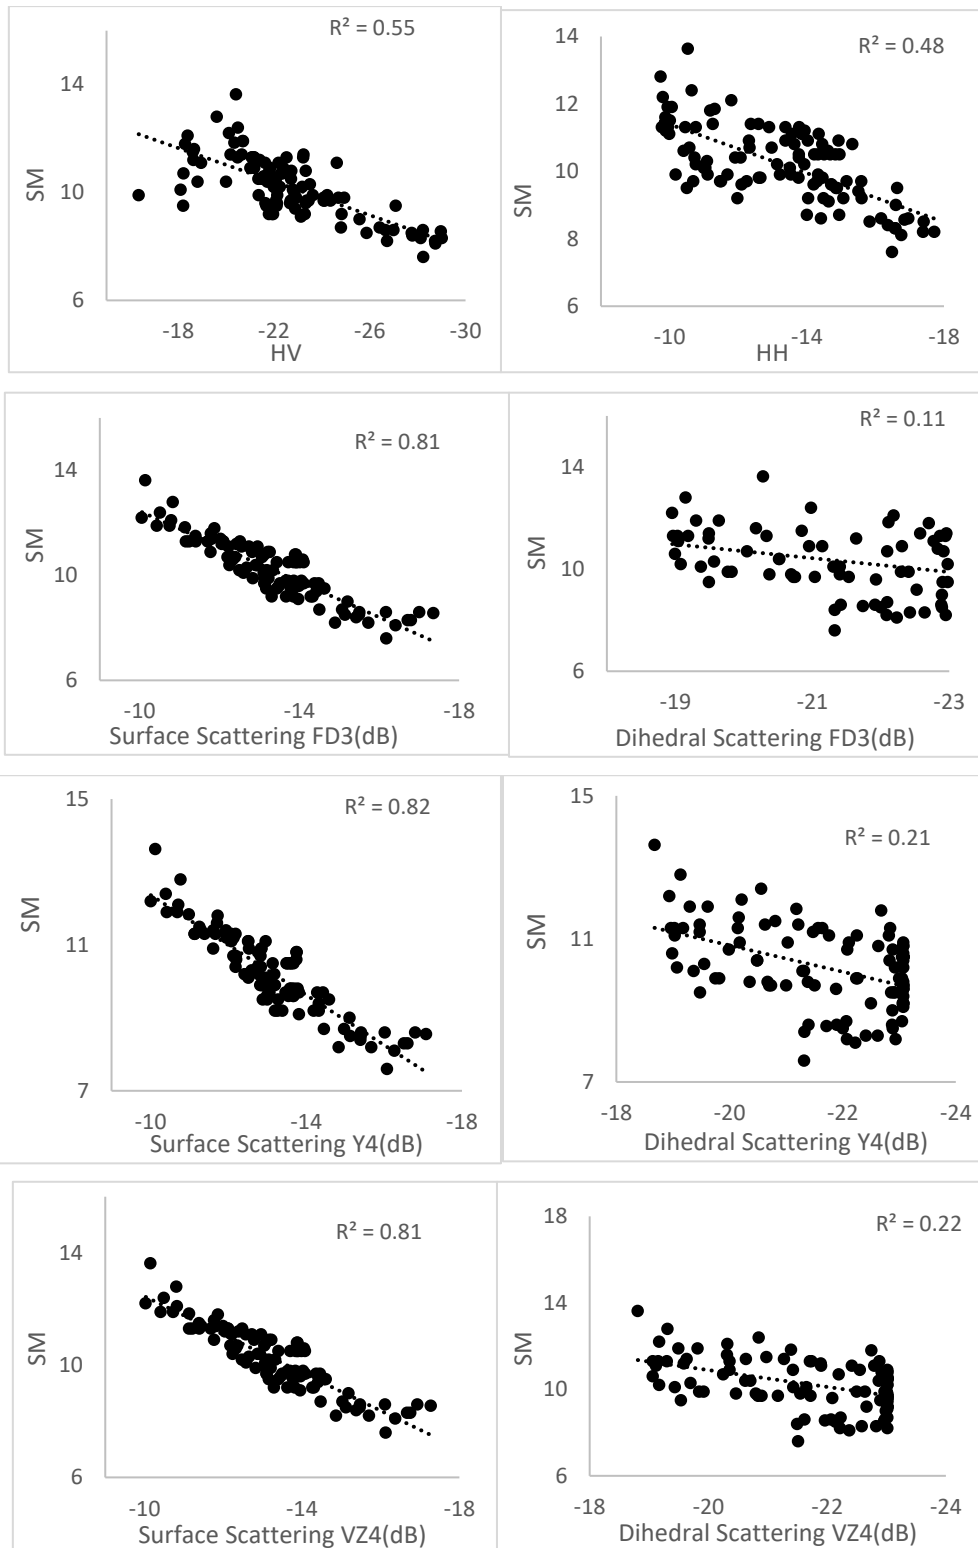 R² = 0.55
14
10
6
SM
-18 -22 -26 -30
HV
R² = 0.48
14
12
10
8
6
SM
-10 -14 -18
HH
R² = 0.81
14
10
6
SM
-10 -14 -18
Surface Scattering FD3(dB)
R² = 0.11
14
10
6
SM
-19 -21 -23
Dihedral Scattering FD3(dB)
R² = 0.82
15
11
7
SM
-10 -14 -18
Surface Scattering Y4(dB)
R² = 0.21
15
11
7
SM
-18 -20 -22 -24
Dihedral Scattering Y4(dB)
R² = 0.81
14
10
6
SM
-10 -14 -18
Surface Scattering VZ4(dB)
R² = 0.22
18
14
10
6
SM
-18 -20 -22 -24
Dihedral Scattering VZ4(dB)